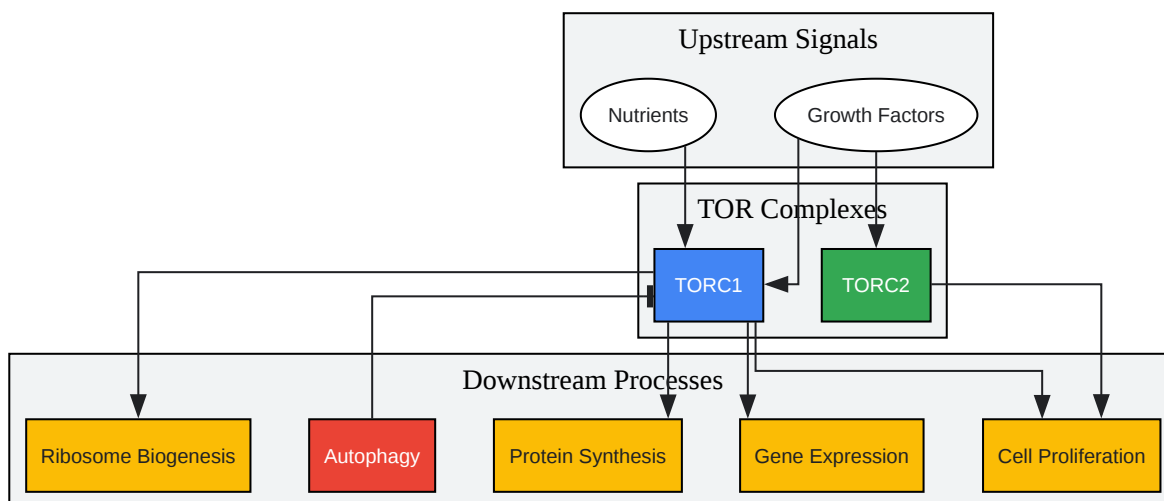 Upstream Signals
Nutrients
Growth Factors
TOR Complexes
TORC1
TORC2
Downstream Processes
Ribosome Biogenesis
Autophagy
Protein Synthesis
Gene Expression
Cell Proliferation